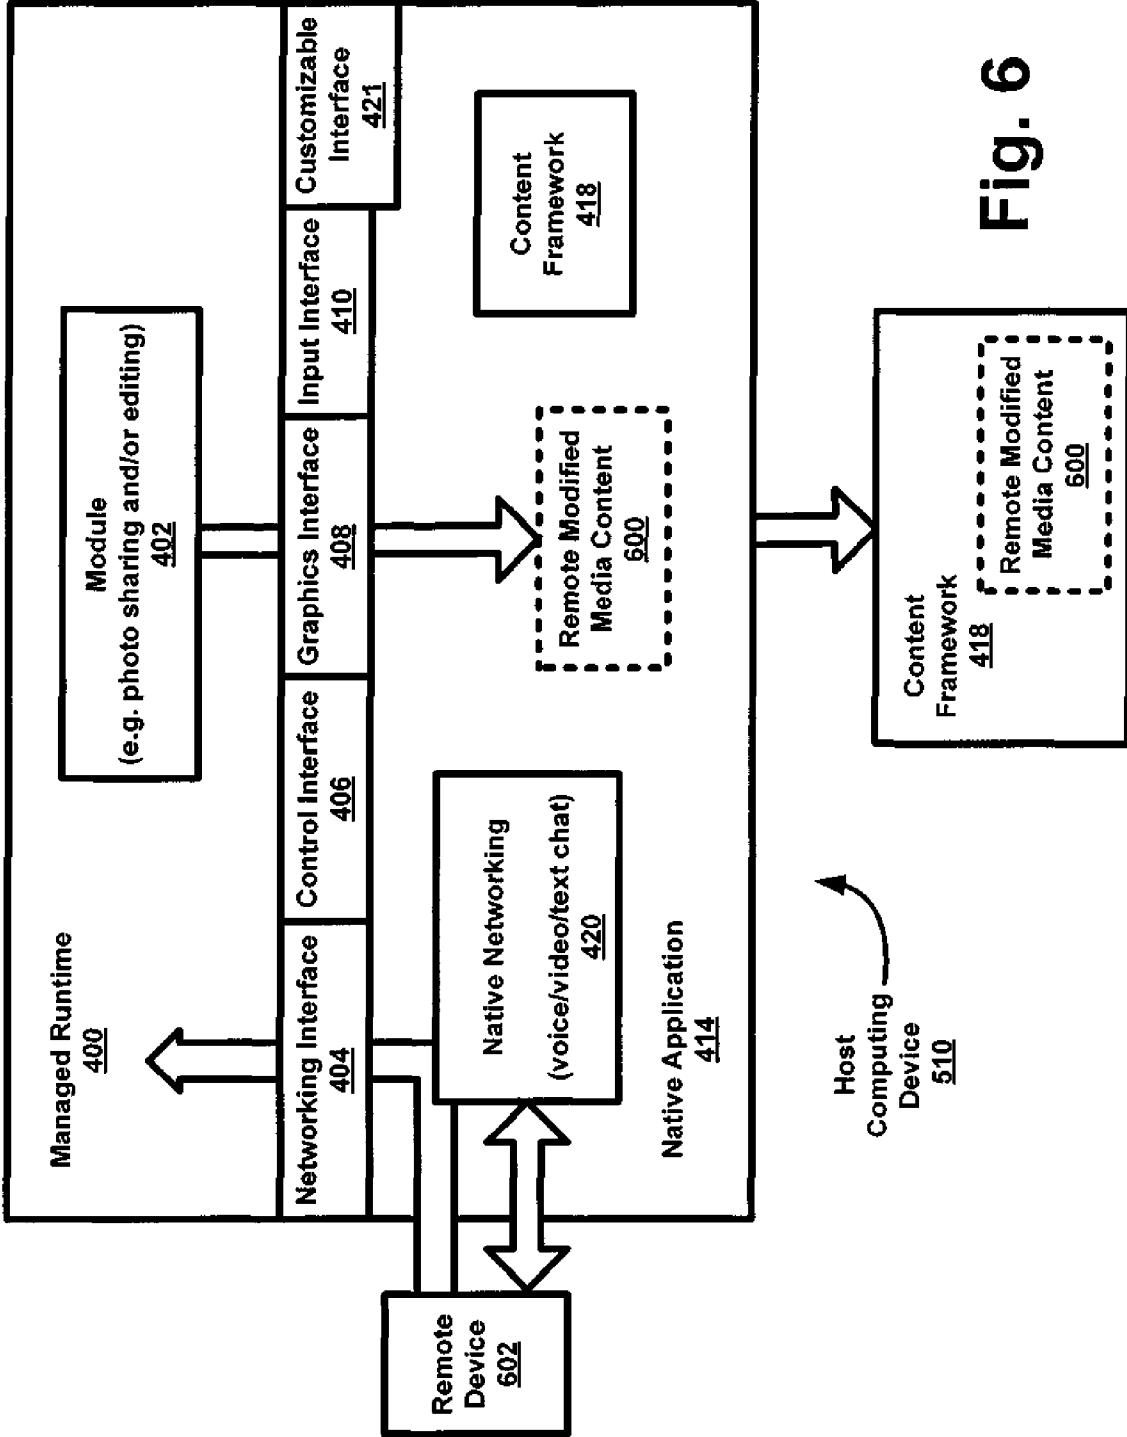 Managed Runtime
400
Module
(e.g. photo sharing and/or editing)
402
Networking Interface
404
Control Interface
406
Graphics Interface
408
Input Interface
410
Customizable
Interface
421
Remote
Device
602
Native Networking
(voice/video/text chat)
420
Remote Modified
Media Content
600
Content
Framework
418
Native Application
414
Host
Computing
Device
510
Content
Framework
418
Remote Modified
Media Content
600
Fig. 6